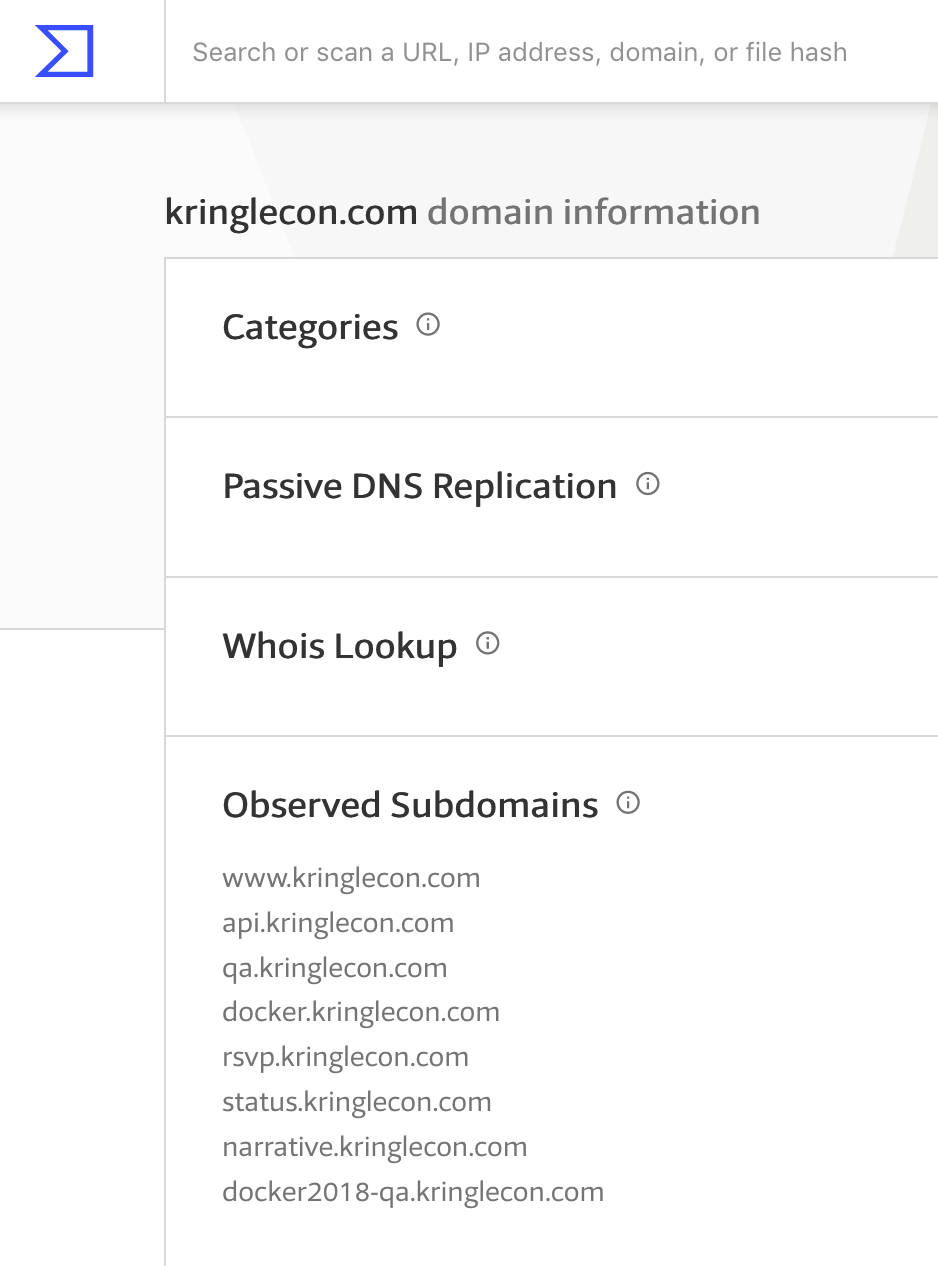 Search or scan a URL, IP address, domain, or file hash
kringlecon.com domain information
Categories
Passive DNS Replication
Whois Lookup
Observed Subdomains
www.kringlecon.com
api.kringlecon.com
qa.kringlecon.com
docker.kringlecon.com
rsvp.kringlecon.com
status.kringlecon.com
narrative.kringlecon.com
docker2018-qa.kringlecon.com